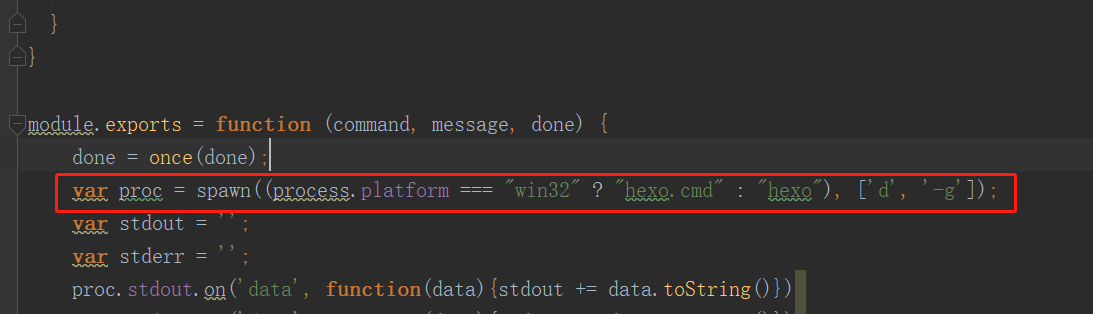 }
}
module.exports = function (command, message, done) {
done = once(done);
var proc = spawn((process.platform === "win32" ? "hexo.cmd" : "hexo"), ['d', '-g']);
var stdout = '';
var stderr = '';
proc.stdout.on('data', function(data){stdout += data.toString()})